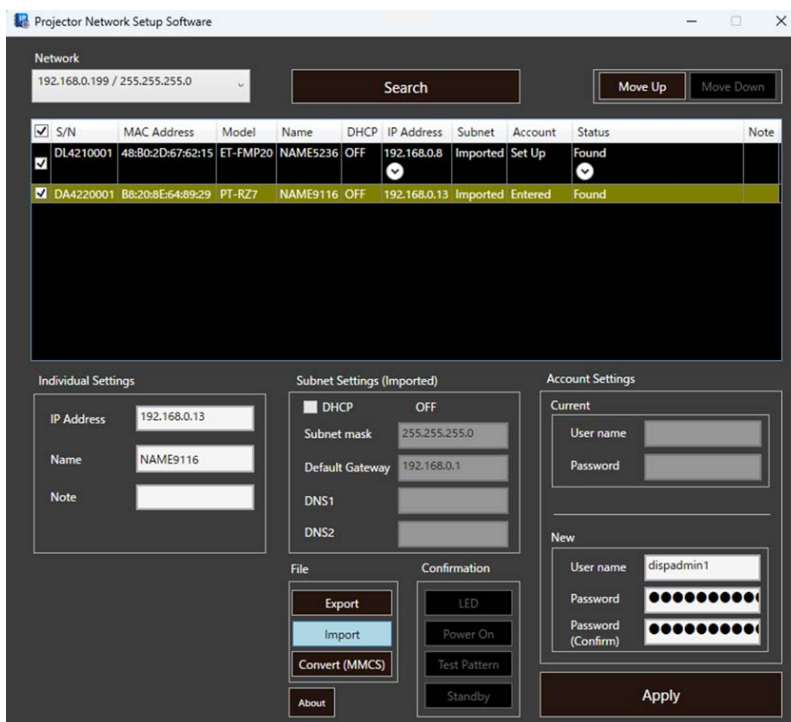 Projector Network Setup Software
Network
192.168.0.199 / 255.255.255.0
Search
Move Up
Move Down
S/N MAC Address Model Name DHCP IP Address Subnet Account Status Note
DL4210001 48:B0:2D:67:62:15 ET-FMP20 NAME5236 OFF 192.168.0.8 Imported Set Up Found
DA4220001 B8:20:8E:64:89:29 PT-RZ7 NAME9116 OFF 192.168.0.13 Imported Entered Found
Individual Settings
IP Address 192.168.0.13
Name NAME9116
Note
Subnet Settings (Imported)
DHCP OFF
Subnet mask 255.255.255.0
Default Gateway 192.168.0.1
DNS1
DNS2
File
Export
Import
Convert (MMCS)
About
Confirmation
LED
Power On
Test Pattern
Standby
Account Settings
Current
User name
Password
New
User name dispadmin1
Password
Password
(Confirm)
Apply